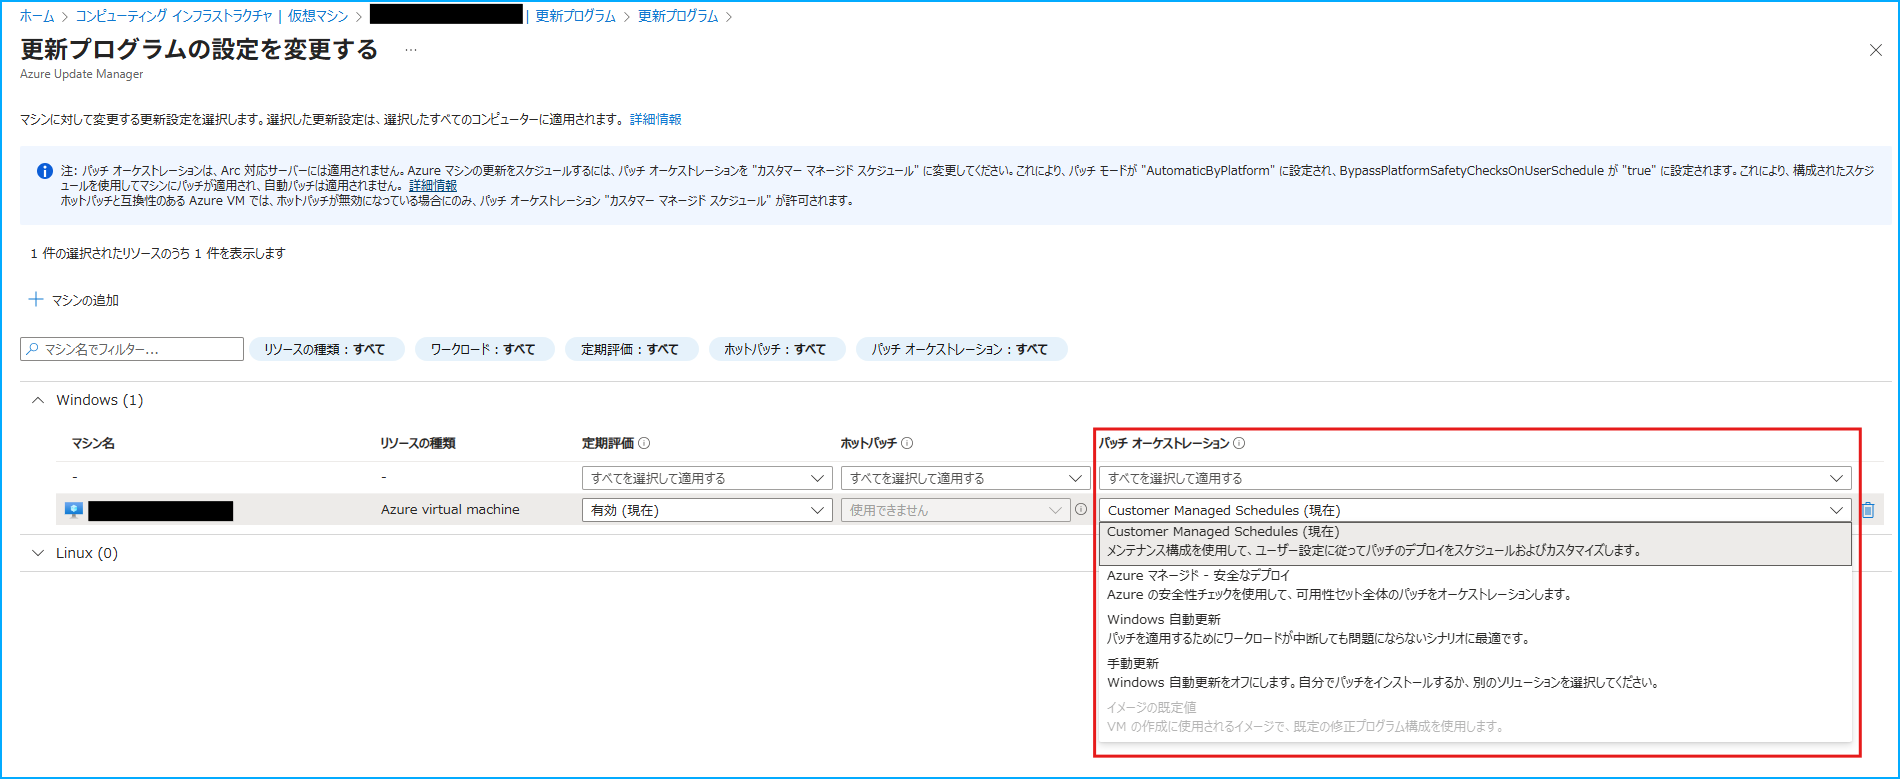 ホーム > コンピューティング インフラストラクチャ | 仮想マシン > | 更新プログラム > 更新プログラム >
更新プログラムの設定を変更する ...
Azure Update Manager
マシンに対して変更する更新設定を選択します。選択した更新設定は、選択したすべてのコンピューターに適用されます。 詳細情報
注: パッチ オーケストレーションは、Arc 対応サーバーには適用されません。Azure マシンの更新をスケジュールするには、パッチ オーケストレーションを "カスタマー マネージド スケジュール" に変更してください。これにより、パッチ モードが "AutomaticByPlatform" に設定され、BypassPlatformSafetyChecksOnUserSchedule が "true" に設定されます。これにより、構成されたスケジ
ュールを使用してマシンにパッチが適用され、自動パッチは適用されません。 詳細情報
ホットパッチと互換性のある Azure VM では、ホットパッチが無効になっている場合にのみ、パッチ オーケストレーション "カスタマー マネージド スケジュール" が許可されます。
1 件の選択されたリソースのうち 1 件を表示します
マシンの追加
マシン名でフィルター...
リソースの種類 : すべて
ワークロード : すべて
定期評価 : すべて
ホットパッチ : すべて
パッチ オーケストレーション : すべて
Windows (1)
マシン名 リソースの種類 定期評価 ホットパッチ パッチ オーケストレーション
- - すべてを選択して適用する すべてを選択して適用する すべてを選択して適用する
Azure virtual machine 有効 (現在) 使用できません Customer Managed Schedules (現在)
Customer Managed Schedules (現在)
メンテナンス構成を使用して、ユーザー設定に従ってパッチのデプロイをスケジュールおよびカスタマイズします。
Linux (0)
Azure マネージド - 安全なデプロイ
Azure の安全性チェックを使用して、可用性セット全体のパッチをオーケストレーションします。
Windows 自動更新
パッチを適用するためにワークロードが中断しても問題にならないシナリオに最適です。
手動更新
Windows 自動更新をオフにします。自分でパッチをインストールするか、別のソリューションを選択してください。
イメージの既定値
VM の作成に使用されるイメージで、既定の修正プログラム構成を使用します。